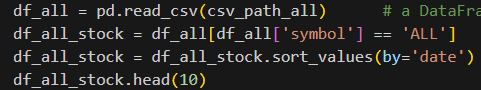 df_all = pd.read_csv(csv_path_all)      # a DataFra
df_all_stock = df_all[df_all['symbol'] == 'ALL']
df_all_stock = df_all_stock.sort_values(by='date')
df_all_stock.head(10)